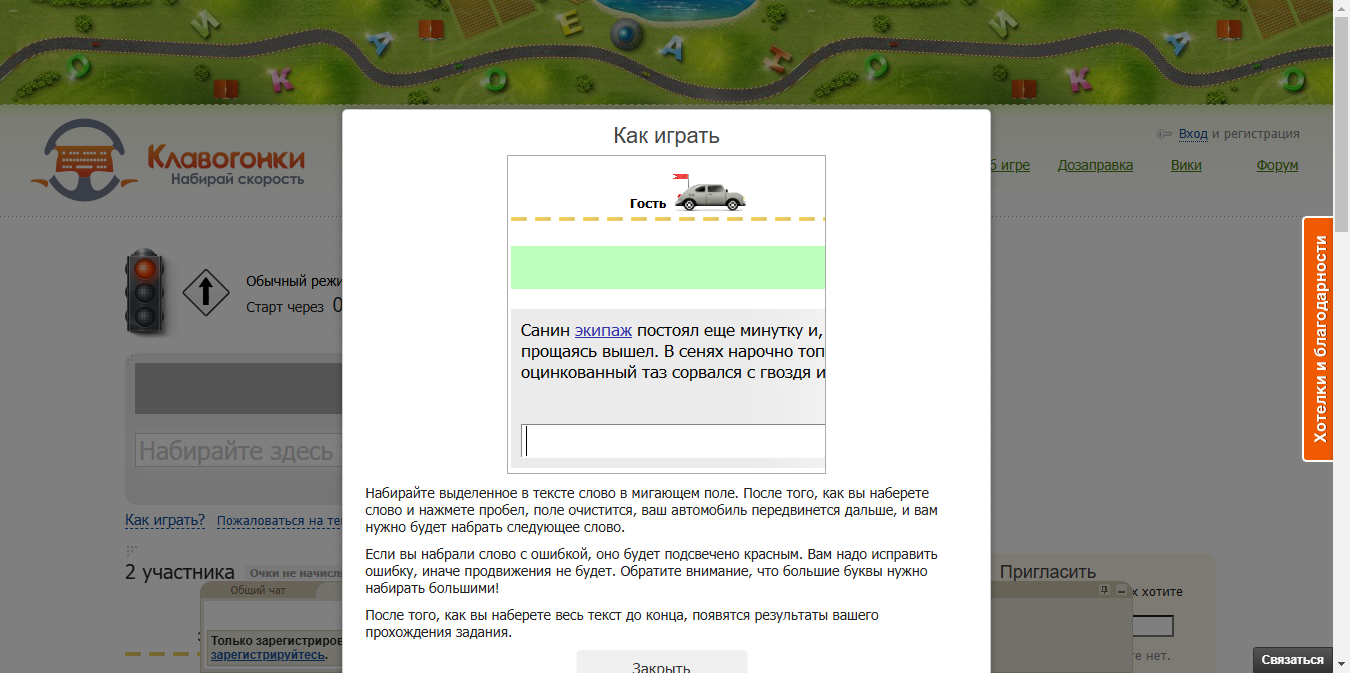 Клавогонки
Набирай скорость
Вход и регистрация
б игре
Дозаправка
Вики
Форум
Обычный режи
Старт через 0
Набирайте здесь
Как играть?
Пожаловаться на те
2 участника
Очки не начисля
Общий чат
Только зарегистриров
зарегистрируйтесь.
Как играть
Гость
Санин экипаж постоял еще минутку и,
прощаясь вышел. В сенях нарочно топ
оцинкованный таз сорвался с гвоздя и
Набирайте выделенное в тексте слово в мигающем поле. После того, как вы наберете
слово и нажмете пробел, поле очистится, ваш автомобиль передвинется дальше, и вам
нужно будет набрать следующее слово.
Если вы набрали слово с ошибкой, оно будет подсвечено красным. Вам надо исправить
ошибку, иначе продвижения не будет. Обратите внимание, что большие буквы нужно
набирать большими!
После того, как вы наберете весь текст до конца, появятся результаты вашего
прохождения задания.
Закрыть
Пригласить
х хотите
те нет.
Хотелки и благодарности
Связаться